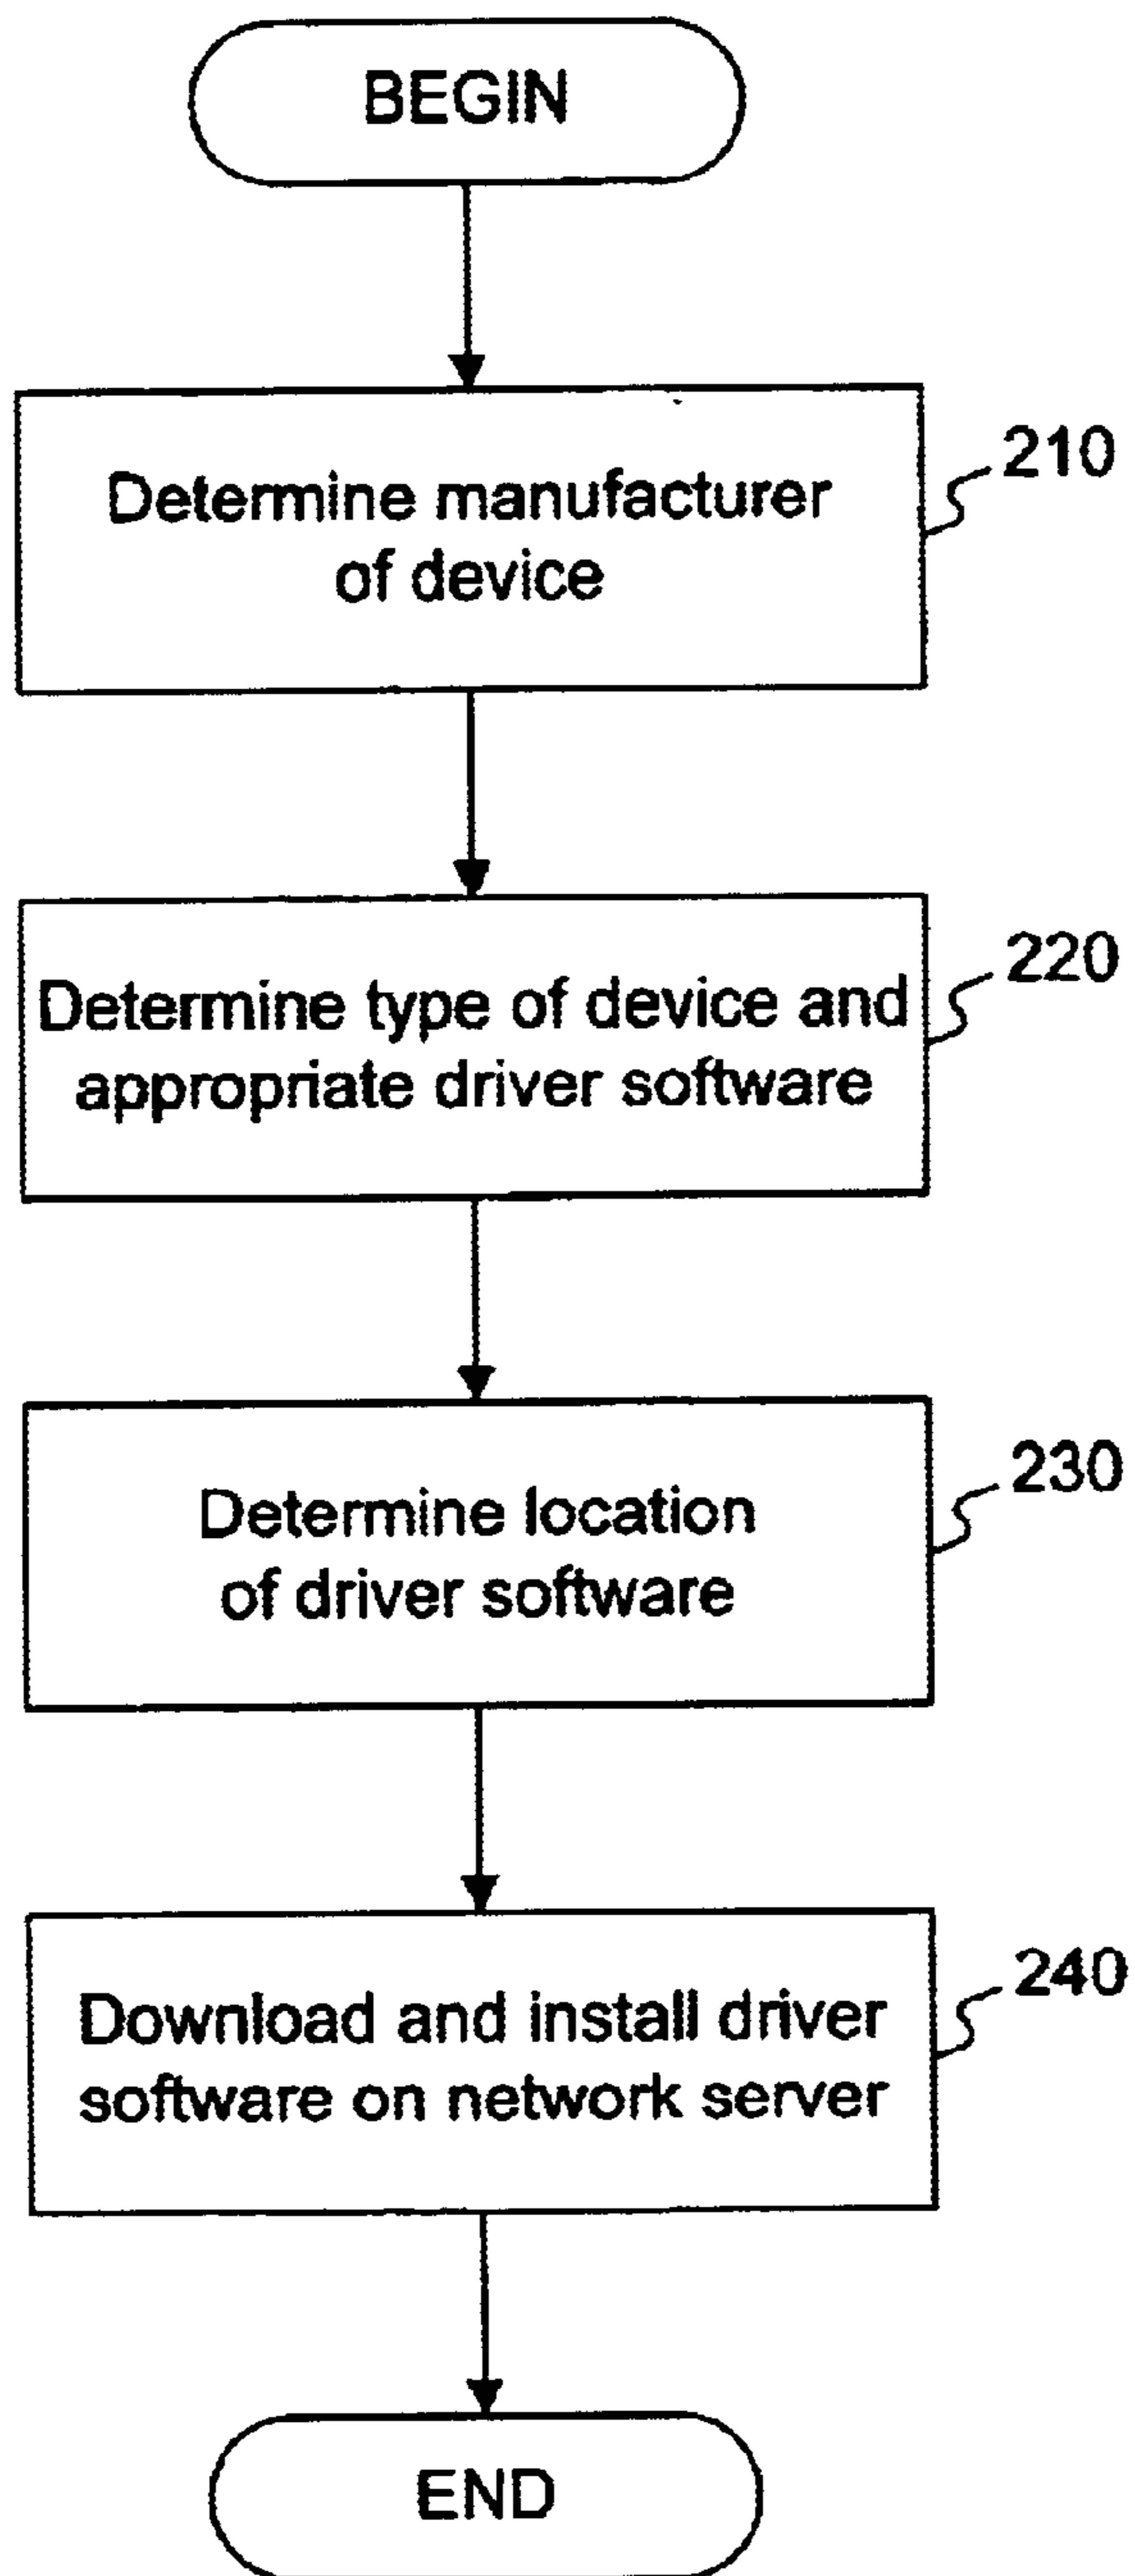 BEGIN
Determine manufacturer
of device
210
Determine type of device and
appropriate driver software
220
Determine location
of driver software
230
Download and install driver
software on network server
240
END